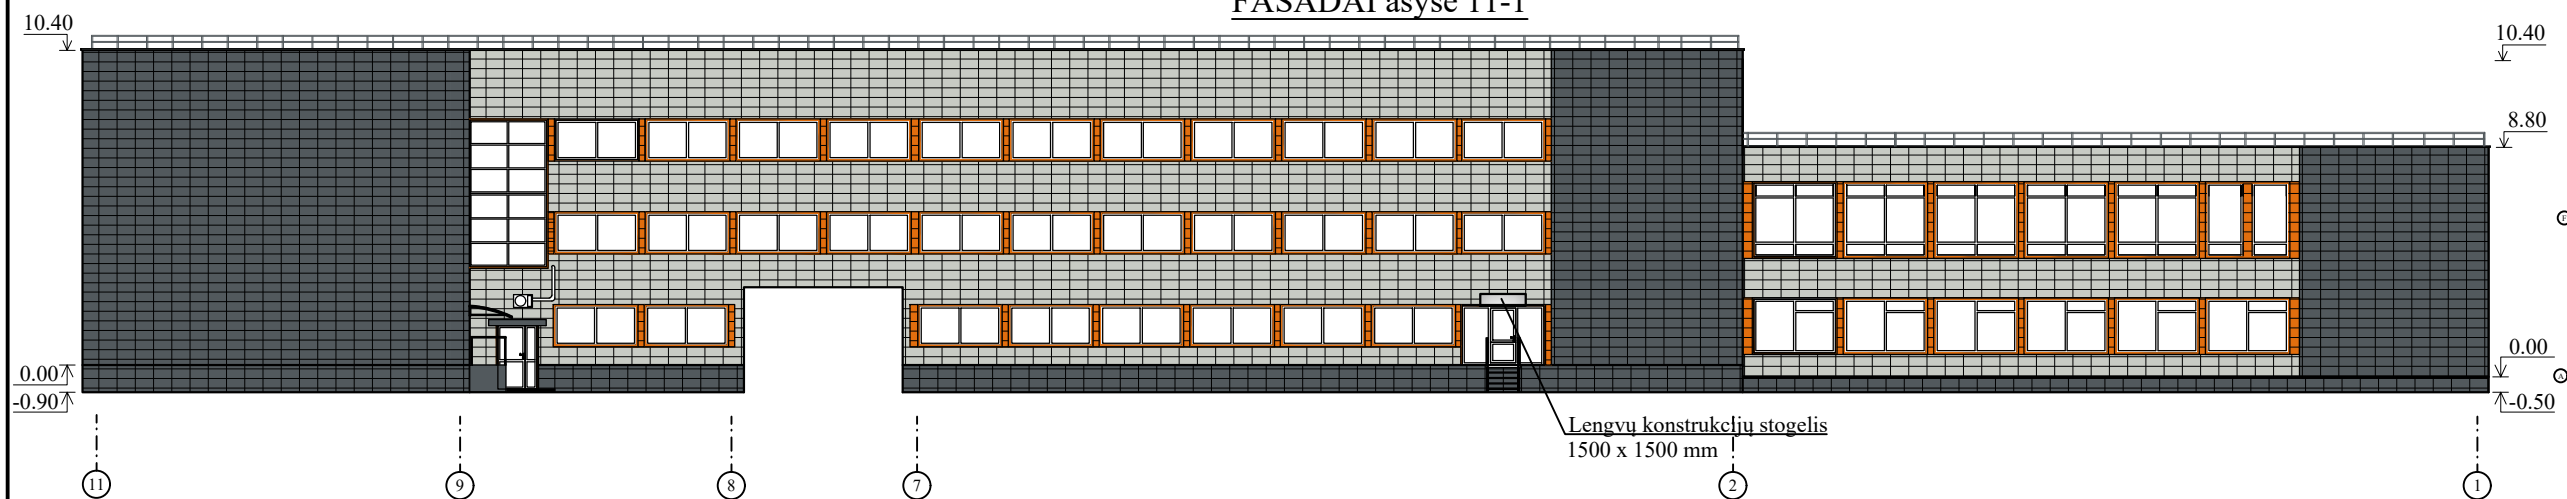 FASADAI ašyse 11-1
10.40
10.40
8.80
0.00
-0.90
0.00
-0.50
F
A
Lengvų konstrukcijų stogelis
1500 x 1500 mm
11
9
8
7
2
1